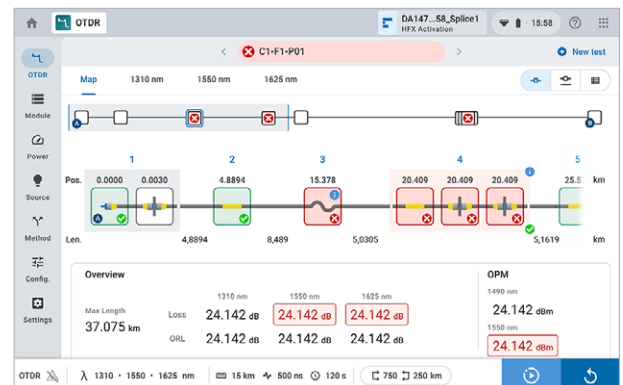 OTDR
DA147...58_Splice1
HFX Activation
15:58
C1-F1-P01
New test
OTDR
Map 1310 nm 1550 nm 1625 nm
Module
A B
Power
1 2 3 4 5
Pos. 0.0000 0.0030 4.8894 15.378 20.409 20.409 20.409 25.5 km
Source
A
Method
Len. 4,8894 8,489 5,0305 5,1619 km
Config.
Overview OPM
1310 nm 1550 nm 1625 nm 1490 nm
Max Length Loss 24.142 dB 24.142 dB 24.142 dB 24.142 dBm
Settings
37.075 km
1550 nm
ORL 24.142 dB 24.142 dB 24.142 dB 24.142 dBm
OTDR λ 1310 • 1550 • 1625 nm 15 km 500 ns 120 s 750 250 km